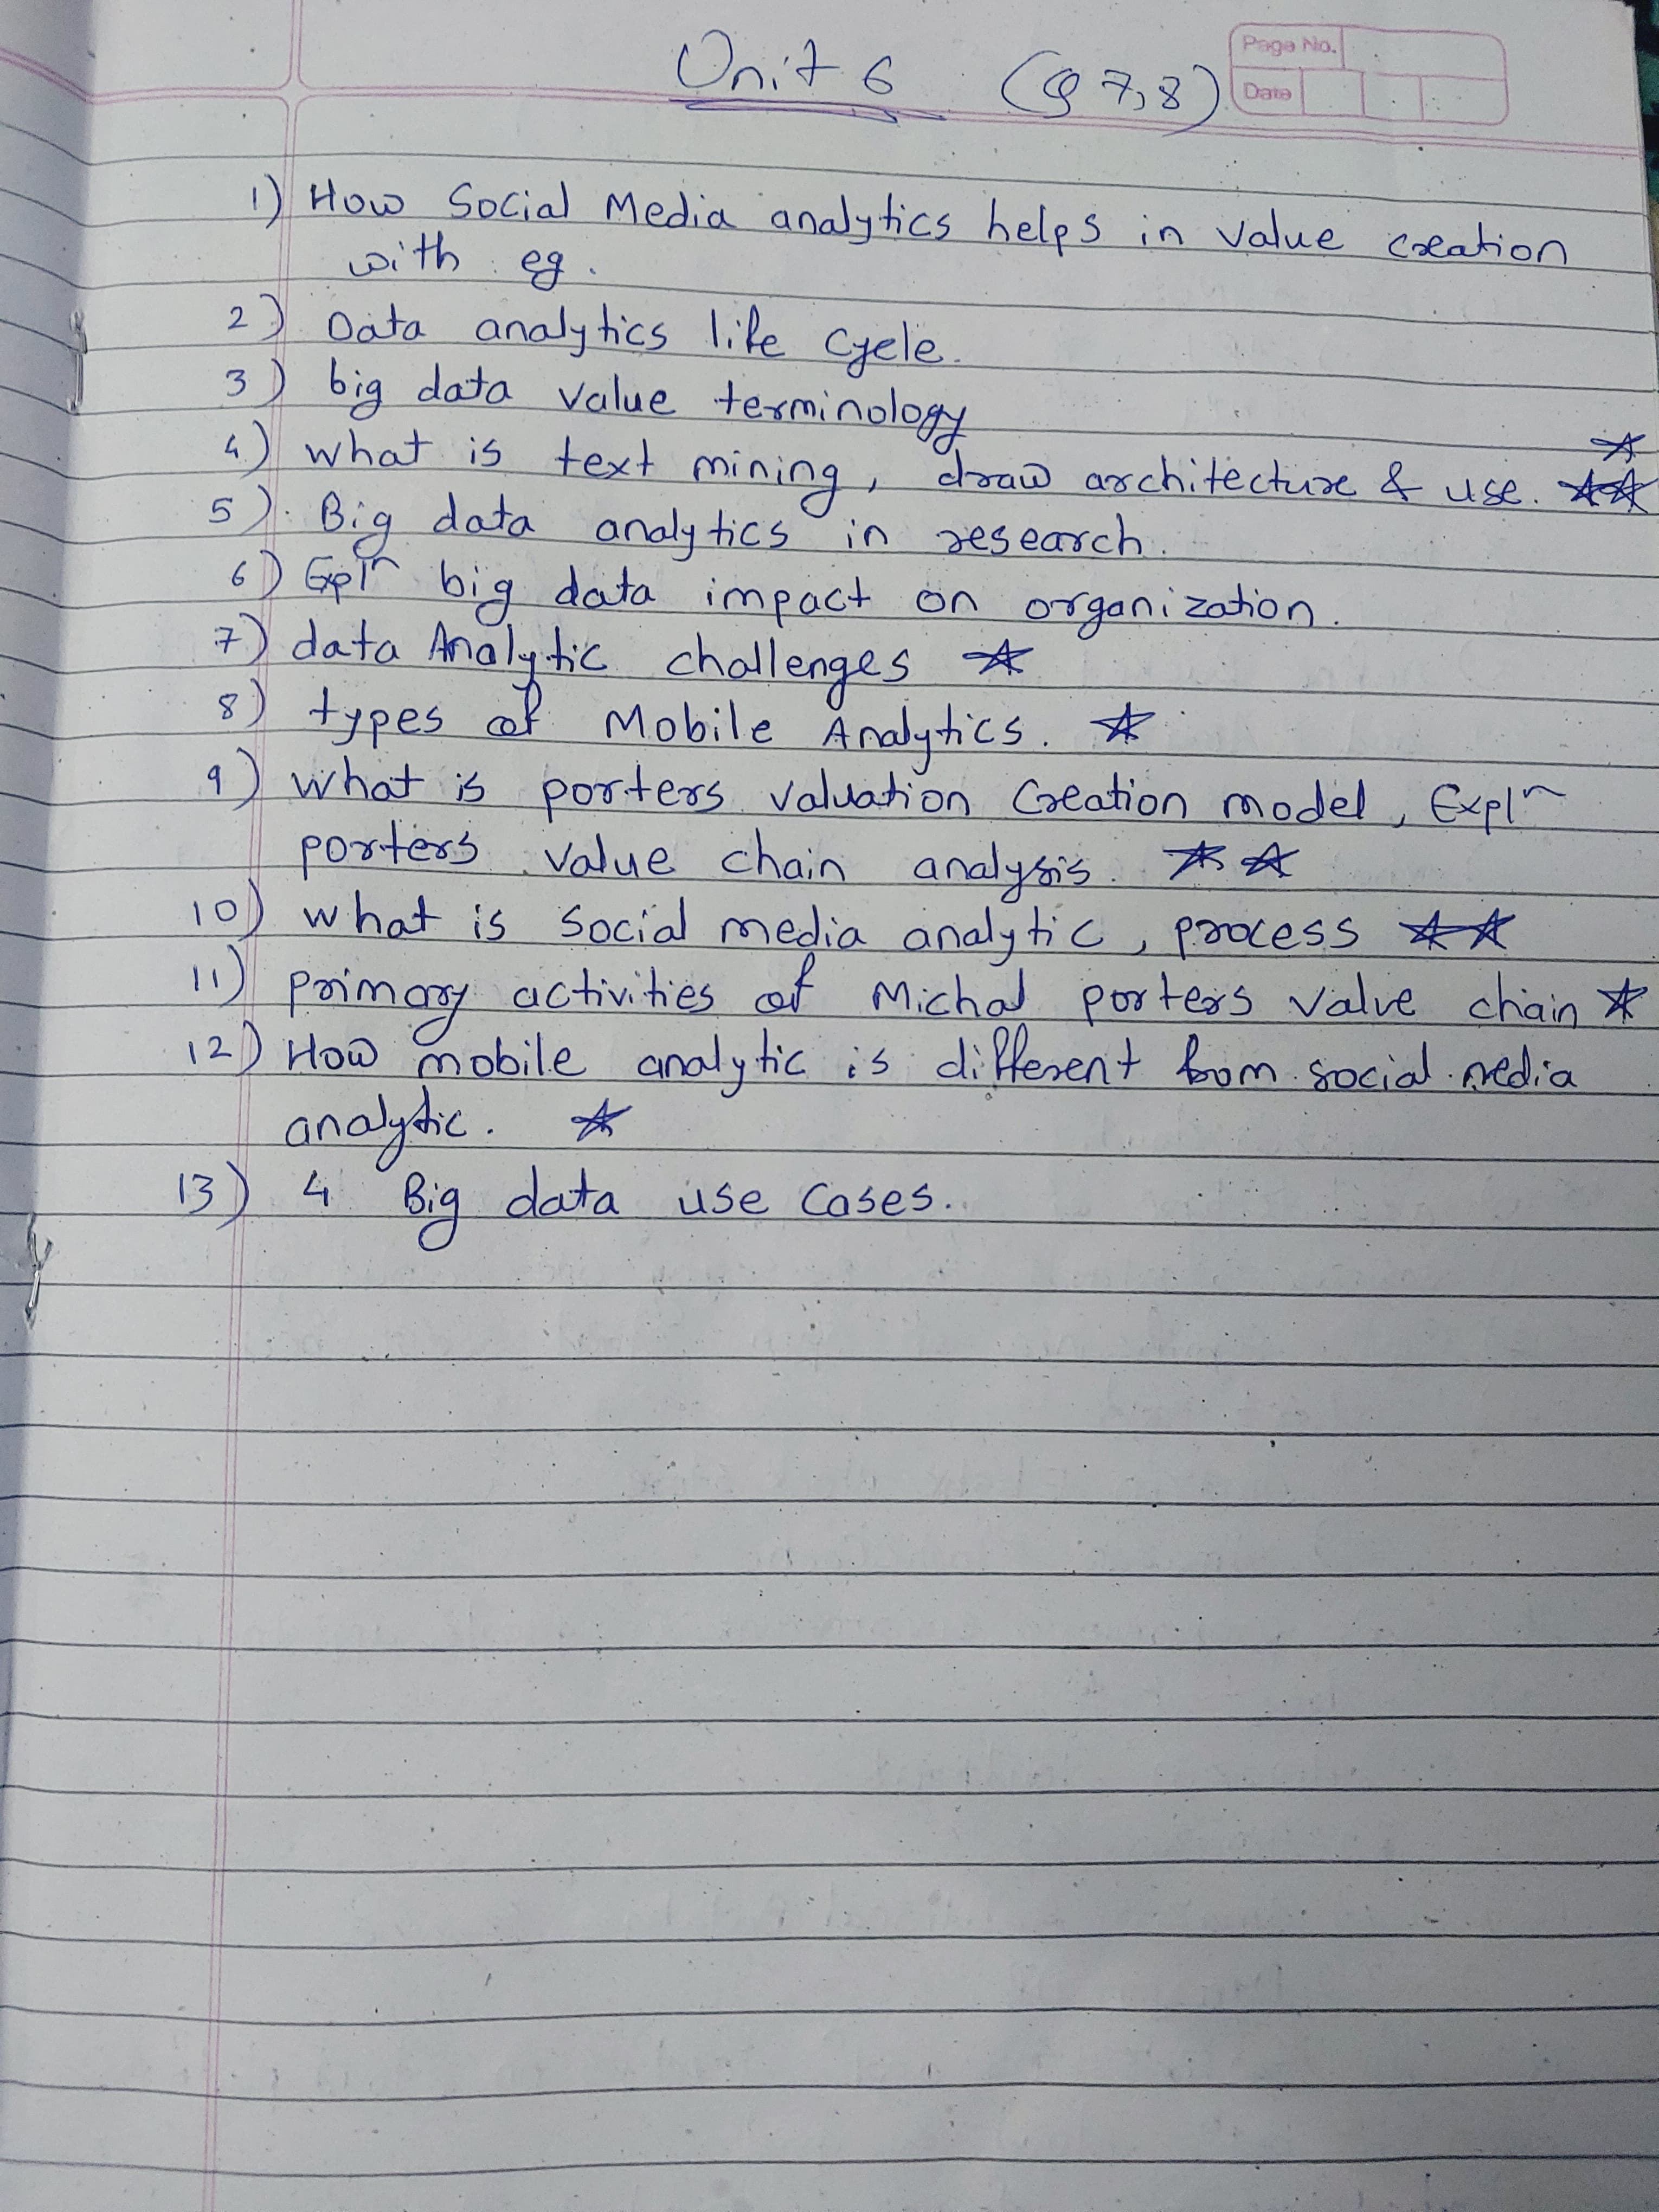 Unit 6 (Q 7,8)
Page No.
Date
1) How Social Media analytics helps in value creation
with eg.
2) Data analytics life cycle.
3) big data value terminology
4) what is text mining, draw architecture & use. ☆☆☆
5). Big data analytics in research.
6) Expln big data impact on organization.
7) data Analytic challenges ☆
8) types of Mobile Analytics. ☆
9) what is porters valuation Creation model, Expln
porters value chain analysis. ☆ ☆
10) what is social media analytic, process ☆☆
11) primary activities of Michal porters value chain ☆
12) How mobile analytic is different from social media
analytic. ☆
13) 4 Big data use cases.